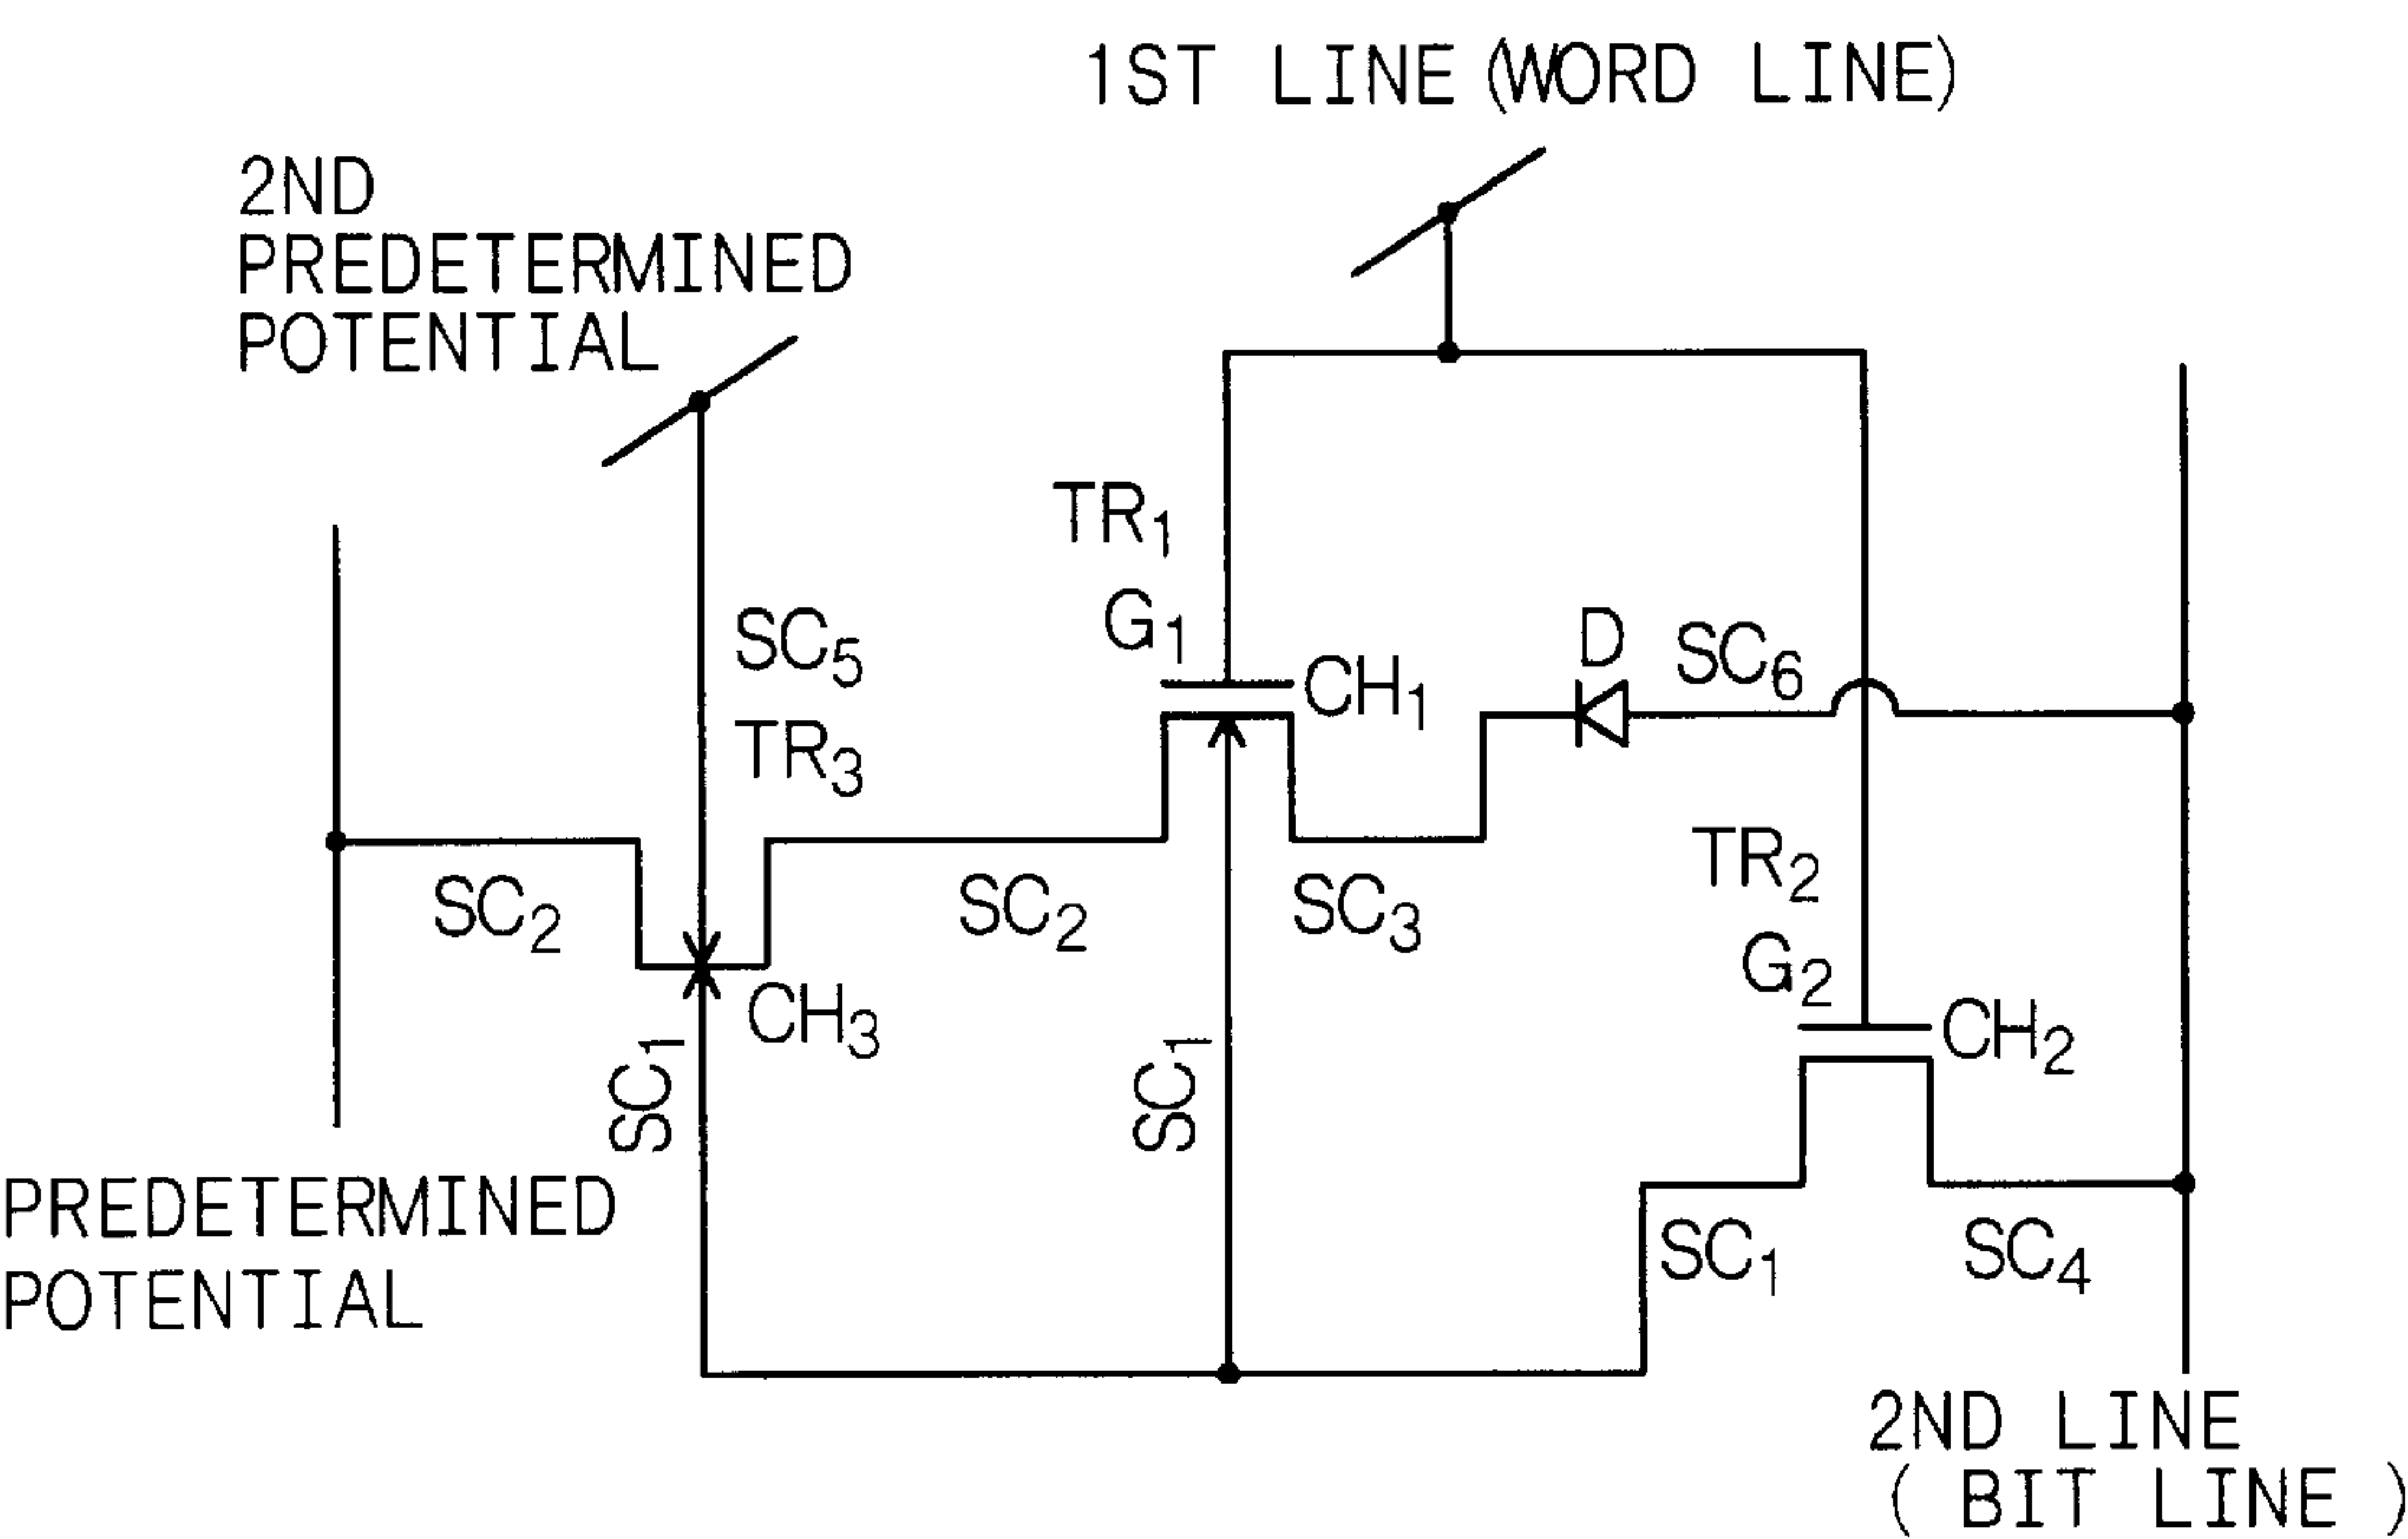 1ST LINE (WORD LINE)
2ND
PREDETERMINED
POTENTIAL
TR1
G1
CH1
D
SC6
SC5
TR3
SC2
SC2
SC3
TR2
G2
CH2
CH3
SC1
SC1
SC1
SC4
PREDETERMINED
POTENTIAL
2ND LINE
( BIT LINE )